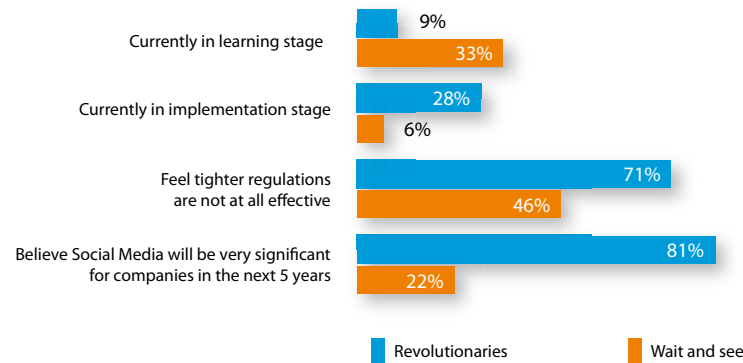 9%
Currently in learning stage
33%
28%
Currently in implementation stage
6%
Feel tighter regulations
71%
are not at all effective
46%
Believe Social Media will be very significant
81%
for companies in the next 5 years
22%
Revolutionaries
Wait and see